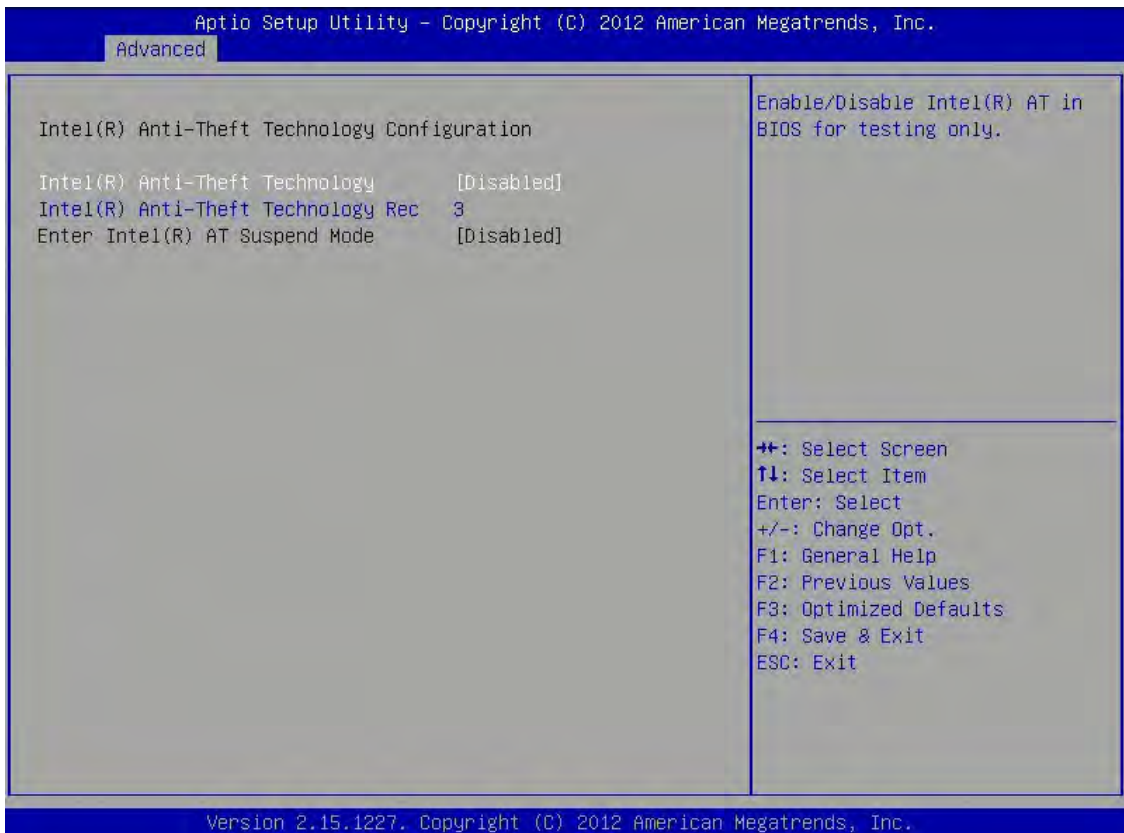 Aptio Setup Utility – Copyright (C) 2012 American Megatrends, Inc.
Advanced
Intel(R) Anti-Theft Technology Configuration
Intel(R) Anti-Theft Technology [Disabled]
Intel(R) Anti-Theft Technology Rec 3
Enter Intel(R) AT Suspend Mode [Disabled]
Enable/Disable Intel(R) AT in
BIOS for testing only.
→←: Select Screen
↑↓: Select Item
Enter: Select
+/-: Change Opt.
F1: General Help
F2: Previous Values
F3: Optimized Defaults
F4: Save & Exit
ESC: Exit
Version 2.15.1227. Copyright (C) 2012 American Megatrends, Inc.